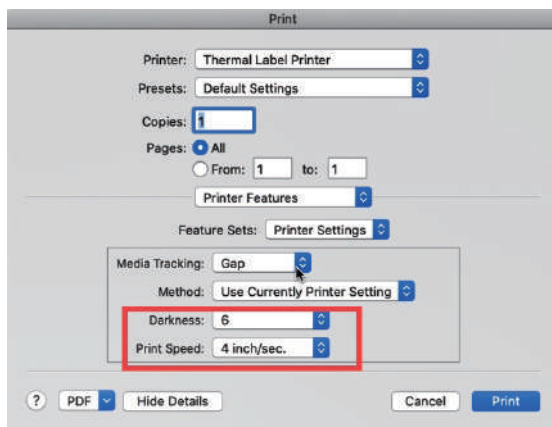 Print
Printer: Thermal Label Printer
Presets: Default Settings
Copies: 1
Pages: All
From: 1 to: 1
Printer Features
Feature Sets: Printer Settings
Media Tracking: Gap
Method: Use Currently Printer Setting
Darkness: 6
Print Speed: 4 inch/sec.
? PDF Hide Details Cancel Print